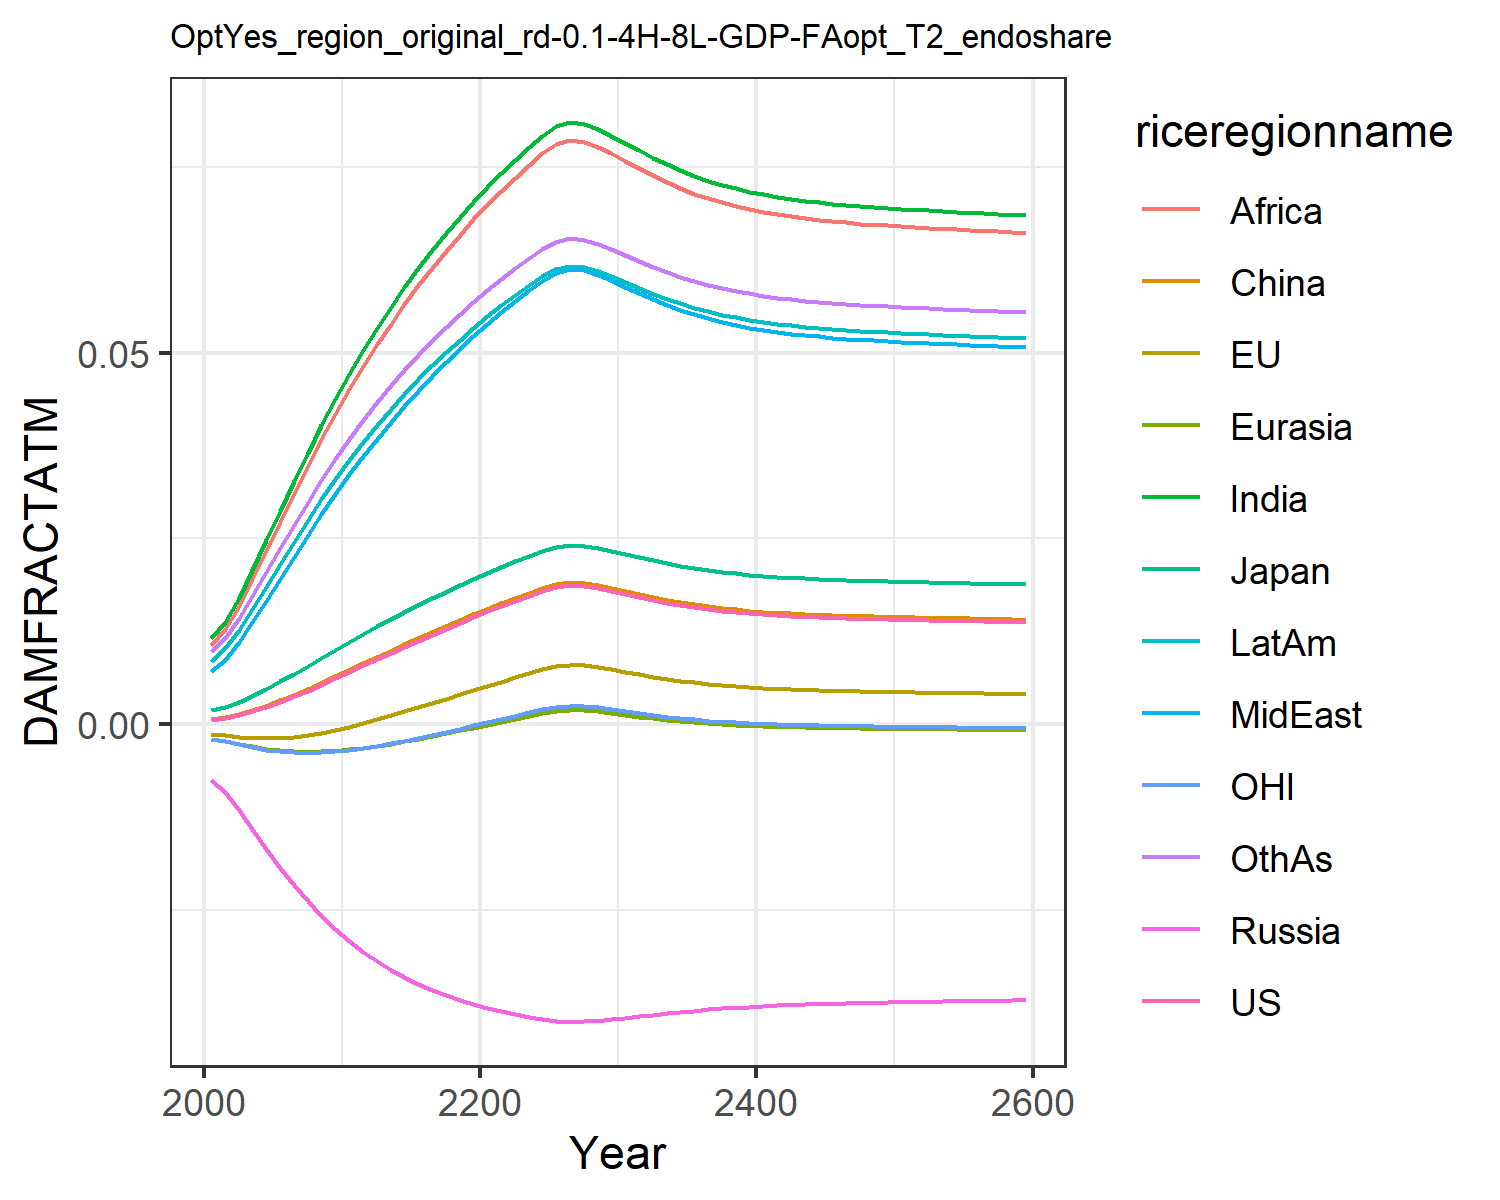 OptYes_region_original_rd-0.1-4H-8L-GDP-FAopt_T2_endoshare
DAMFRACTATM
0.05
0.00
2000
2200
2400
2600
Year
riceregionname
Africa
China
EU
Eurasia
India
Japan
LatAm
MidEast
OHI
OthAs
Russia
US